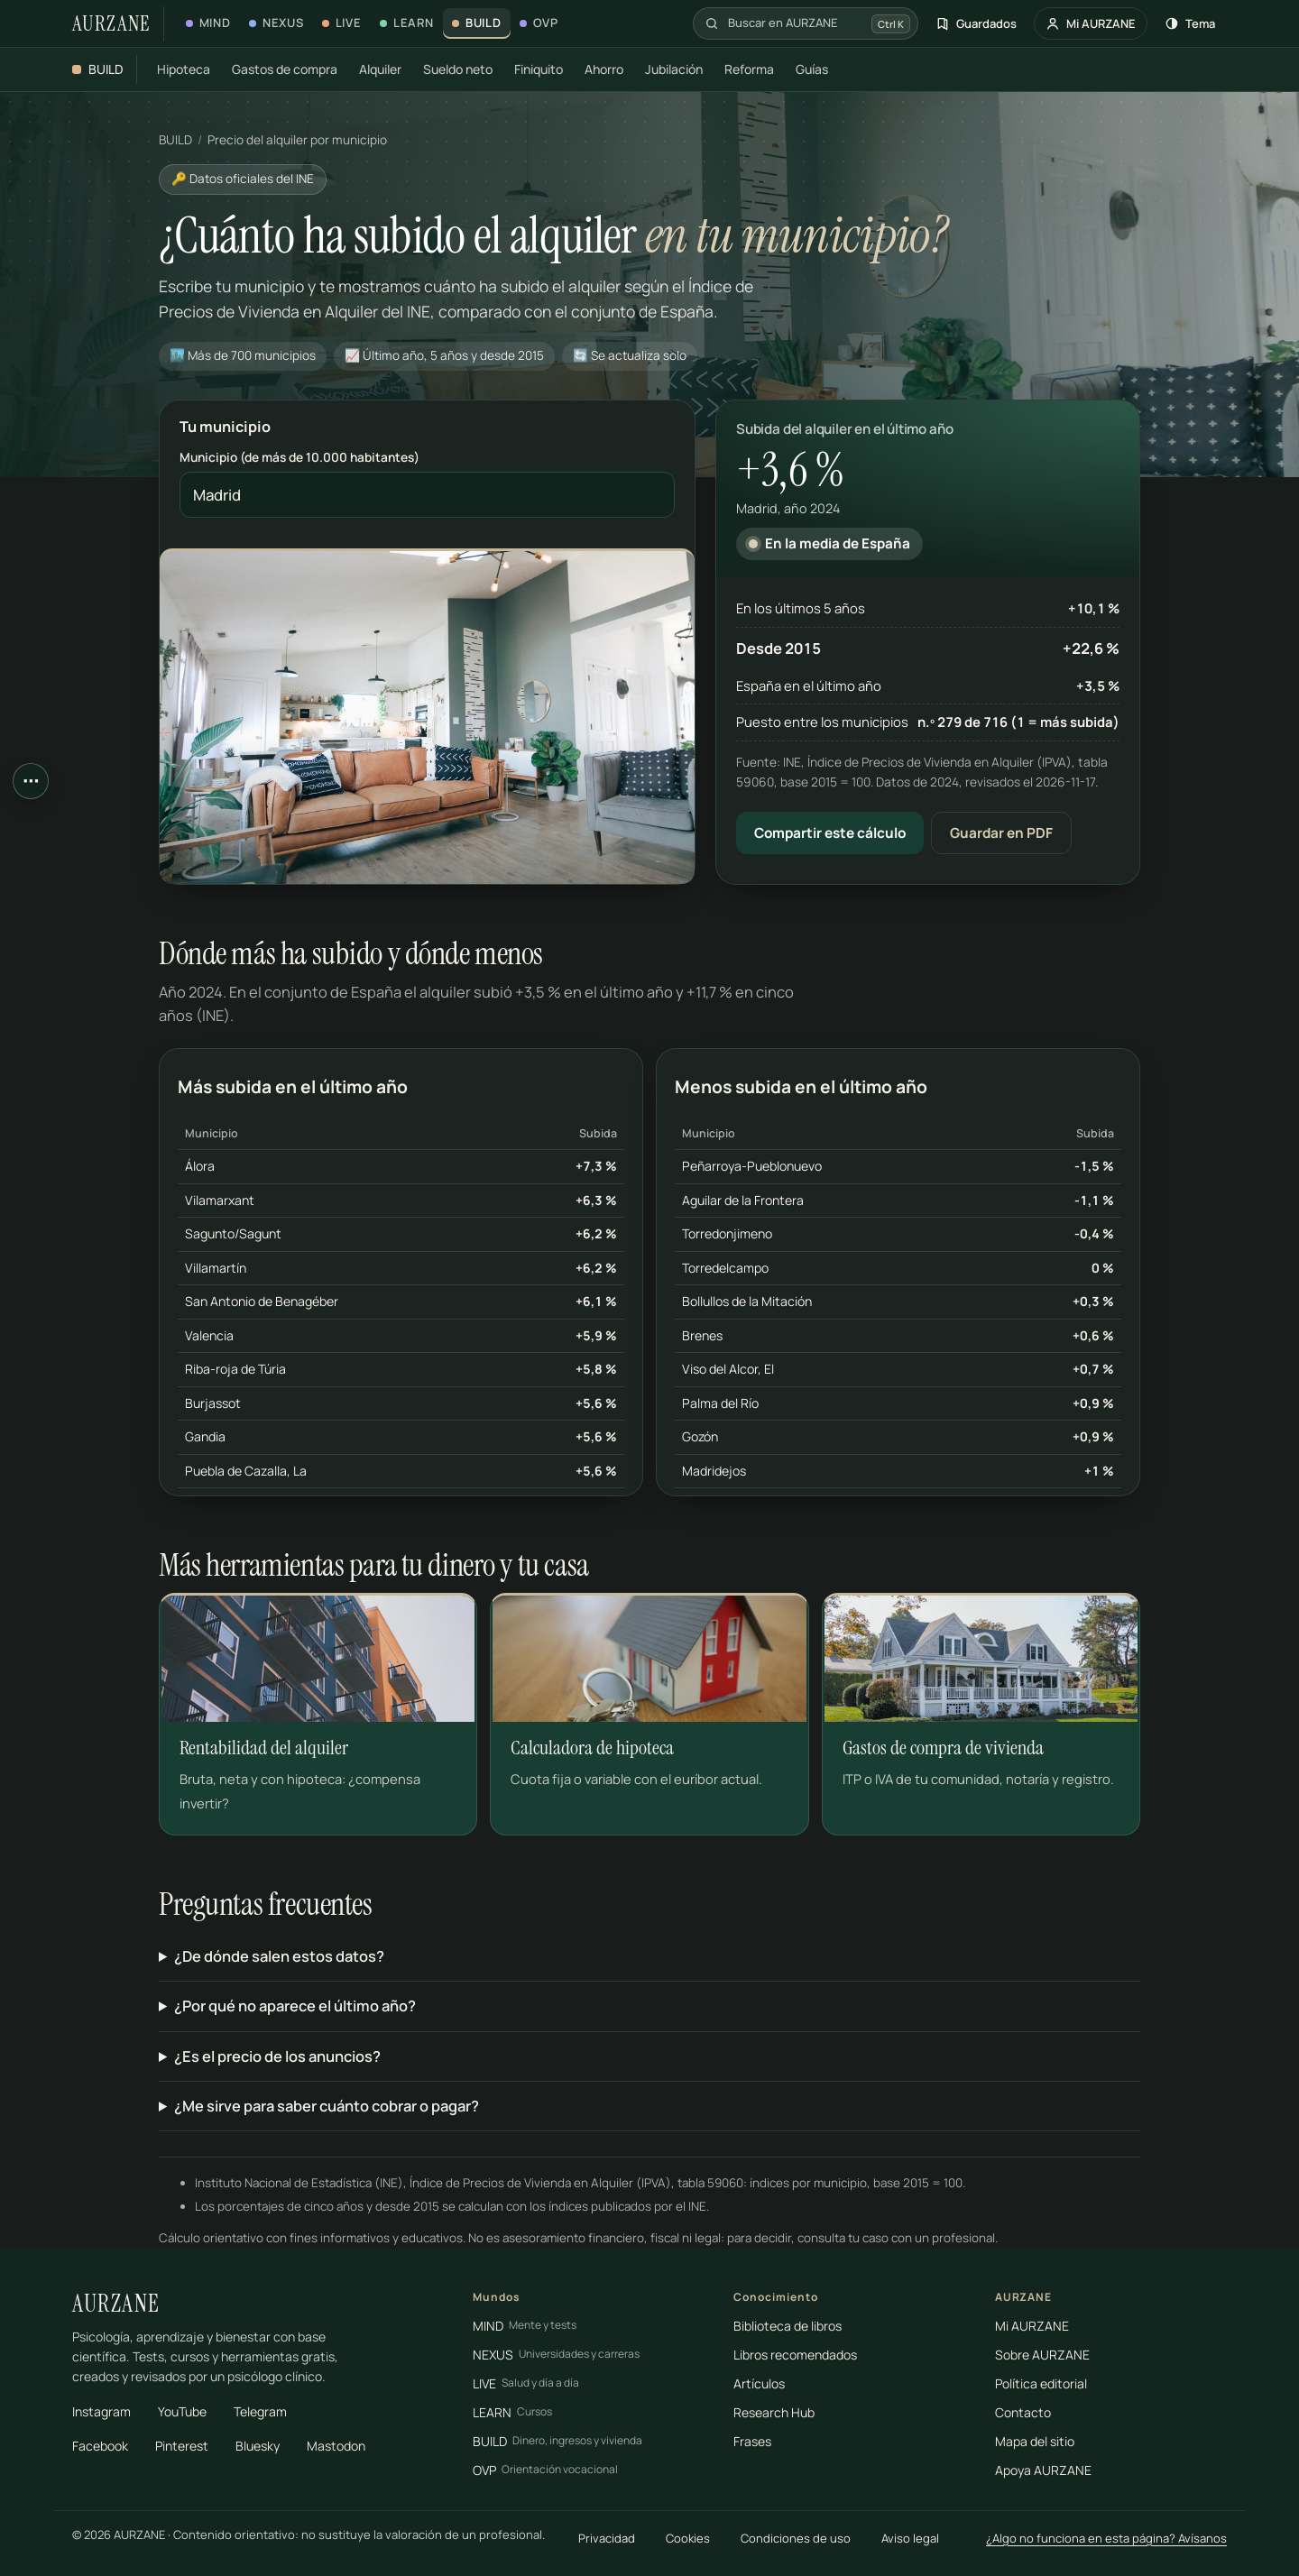 AURZANE
MIND
NEXUS
LIVE
LEARN
BUILD
OVP
Buscar en AURZANE
Ctrl K
Guardados
Mi AURZANE
Tema
BUILD
Hipoteca
Gastos de compra
Alquiler
Sueldo neto
Finiquito
Ahorro
Jubilación
Reforma
Guías
BUILD / Precio del alquiler por municipio
🔑 Datos oficiales del INE
¿Cuánto ha subido el alquiler en tu municipio?
Escribe tu municipio y te mostramos cuánto ha subido el alquiler según el Índice de
Precios de Vivienda en Alquiler del INE, comparado con el conjunto de España.
🏙️ Más de 700 municipios
📈 Último año, 5 años y desde 2015
🔄 Se actualiza solo
Tu municipio
Municipio (de más de 10.000 habitantes)
Madrid
Subida del alquiler en el último año
+3,6 %
Madrid, año 2024
En la media de España
En los últimos 5 años +10,1 %
Desde 2015 +22,6 %
España en el último año +3,5 %
Puesto entre los municipios n.º 279 de 716 (1 = más subida)
Fuente: INE, Índice de Precios de Vivienda en Alquiler (IPVA), tabla
59060, base 2015 = 100. Datos de 2024, revisados el 2026-11-17.
Compartir este cálculo
Guardar en PDF
Dónde más ha subido y dónde menos
Año 2024. En el conjunto de España el alquiler subió +3,5 % en el último año y +11,7 % en cinco
años (INE).
Más subida en el último año
Municipio Subida
Álora +7,3 %
Vilamarxant +6,3 %
Sagunto/Sagunt +6,2 %
Villamartín +6,2 %
San Antonio de Benagéber +6,1 %
Valencia +5,9 %
Riba-roja de Túria +5,8 %
Burjassot +5,6 %
Gandia +5,6 %
Puebla de Cazalla, La +5,6 %
Menos subida en el último año
Municipio Subida
Peñarroya-Pueblonuevo -1,5 %
Aguilar de la Frontera -1,1 %
Torredonjimeno -0,4 %
Torredelcampo 0 %
Bollullos de la Mitación +0,3 %
Brenes +0,6 %
Viso del Alcor, El +0,7 %
Palma del Río +0,9 %
Gozón +0,9 %
Madridejos +1 %
Más herramientas para tu dinero y tu casa
Rentabilidad del alquiler
Bruta, neta y con hipoteca: ¿compensa
invertir?
Calculadora de hipoteca
Cuota fija o variable con el euríbor actual.
Gastos de compra de vivienda
ITP o IVA de tu comunidad, notaría y registro.
Preguntas frecuentes
¿De dónde salen estos datos?
¿Por qué no aparece el último año?
¿Es el precio de los anuncios?
¿Me sirve para saber cuánto cobrar o pagar?
Instituto Nacional de Estadística (INE), Índice de Precios de Vivienda en Alquiler (IPVA), tabla 59060: índices por municipio, base 2015 = 100.
Los porcentajes de cinco años y desde 2015 se calculan con los índices publicados por el INE.
Cálculo orientativo con fines informativos y educativos. No es asesoramiento financiero, fiscal ni legal: para decidir, consulta tu caso con un profesional.
AURZANE
Psicología, aprendizaje y bienestar con base
científica. Tests, cursos y herramientas gratis,
creados y revisados por un psicólogo clínico.
Instagram YouTube Telegram
Facebook Pinterest Bluesky Mastodon
Mundos
MIND Mente y tests
NEXUS Universidades y carreras
LIVE Salud y día a día
LEARN Cursos
BUILD Dinero, ingresos y vivienda
OVP Orientación vocacional
Conocimiento
Biblioteca de libros
Libros recomendados
Artículos
Research Hub
Frases
AURZANE
Mi AURZANE
Sobre AURZANE
Política editorial
Contacto
Mapa del sitio
Apoya AURZANE
© 2026 AURZANE · Contenido orientativo: no sustituye la valoración de un profesional.
Privacidad
Cookies
Condiciones de uso
Aviso legal
¿Algo no funciona en esta página? Avísanos